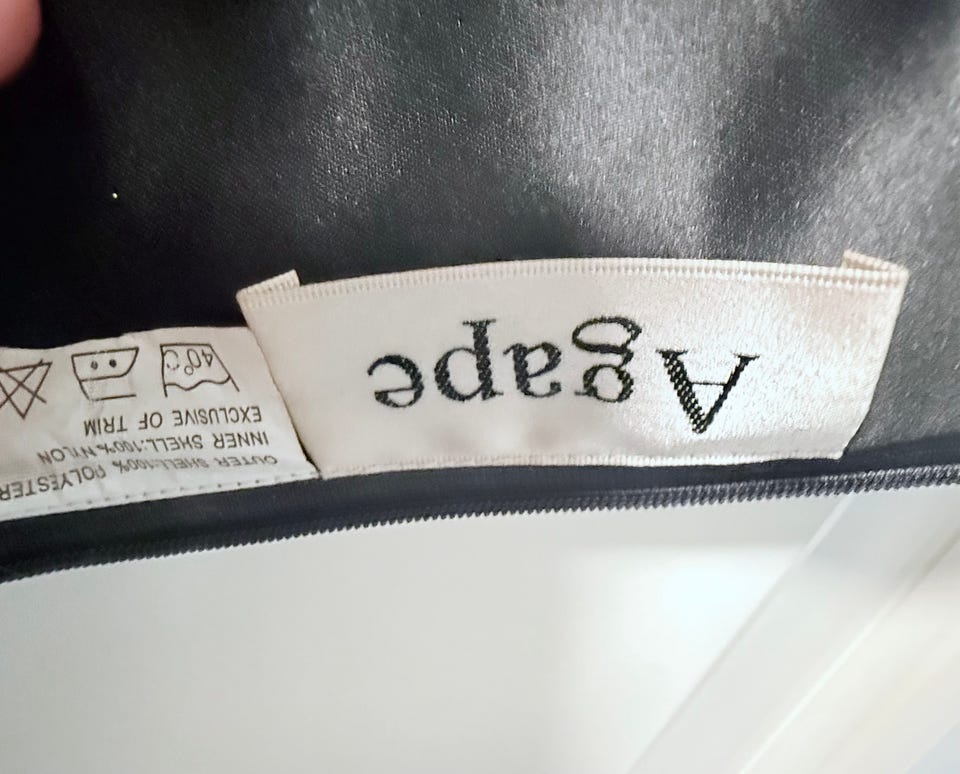 Agape
OUTER SHELL:100% POLYESTER
INNER SHELL:100% NYLON
EXCLUSIVE OF TRIM
40°C